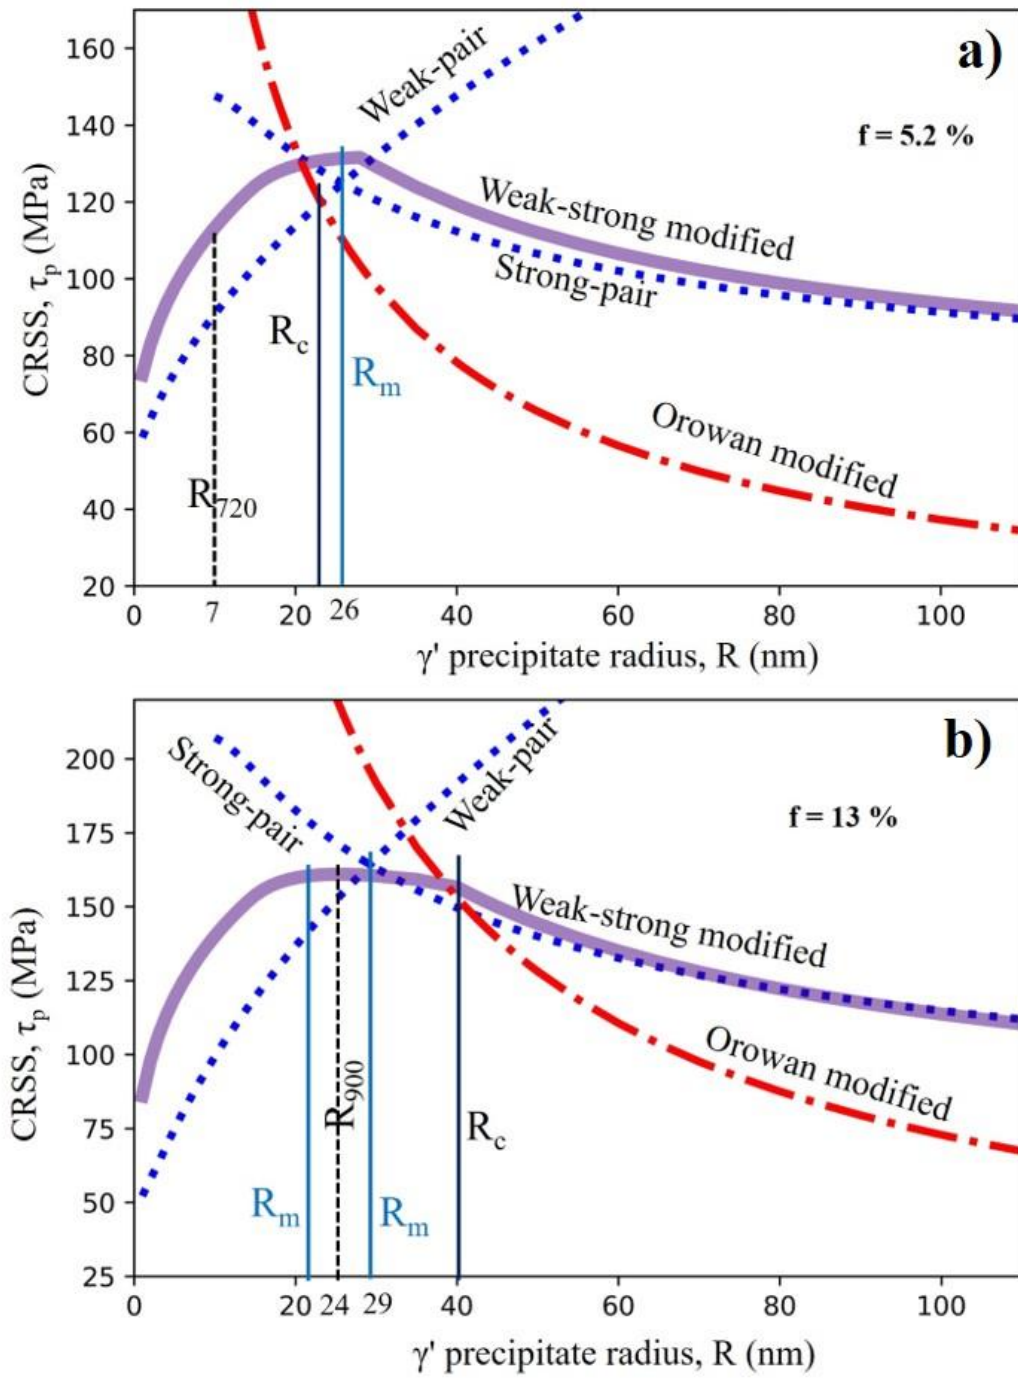 a)
160
140
120
100
80
60
40
20
CRSS, τp (MPa)
Weak-pair
f = 5.2 %
Weak-strong modified
Strong-pair
Rc
Rm
Orowan modified
R720
0 7 20 26 40 60 80 100
γ' precipitate radius, R (nm)
b)
200
175
150
125
100
75
50
25
CRSS, τp (MPa)
Strong-pair
Weak-pair
f = 13 %
Weak-strong modified
Orowan modified
R900
Rc
Rm
Rm
0 20 24 29 40 60 80 100
γ' precipitate radius, R (nm)